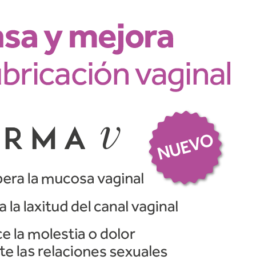 nsa y mejora
ubricación vaginal
RMA V
NUEVO
pera la mucosa vaginal
a la laxitud del canal vaginal
ce la molestia o dolor
te las relaciones sexuales